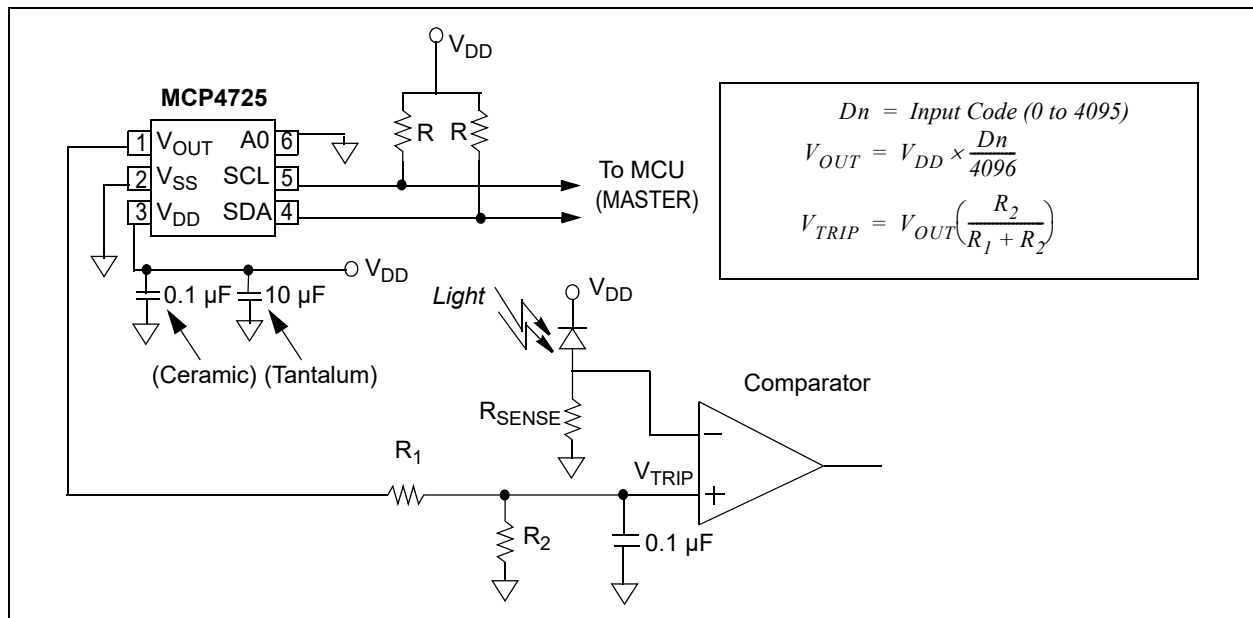 V_DD
MCP4725
1 V_OUT A0 6
2 V_SS SCL 5
3 V_DD SDA 4
R R
To MCU
(MASTER)
Dn = Input Code (0 to 4095)
V_OUT = V_DD × Dn/4096
V_TRIP = V_OUT(R_2/(R_1 + R_2))
V_DD
0.1 µF 10 µF
(Ceramic) (Tantalum)
Light
V_DD
Comparator
R_SENSE
−
R_1
V_TRIP
+
R_2
0.1 µF